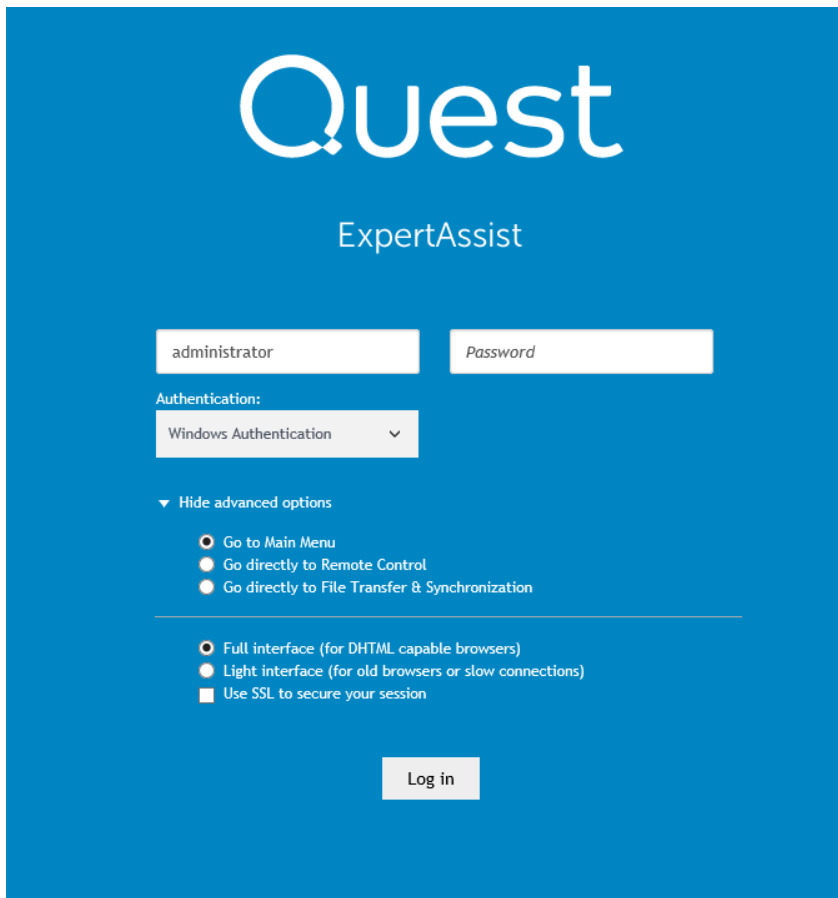 Quest
ExpertAssist
administrator
Password
Authentication:
Windows Authentication
Hide advanced options
Go to Main Menu
Go directly to Remote Control
Go directly to File Transfer & Synchronization
Full interface (for DHTML capable browsers)
Light interface (for old browsers or slow connections)
Use SSL to secure your session
Log in